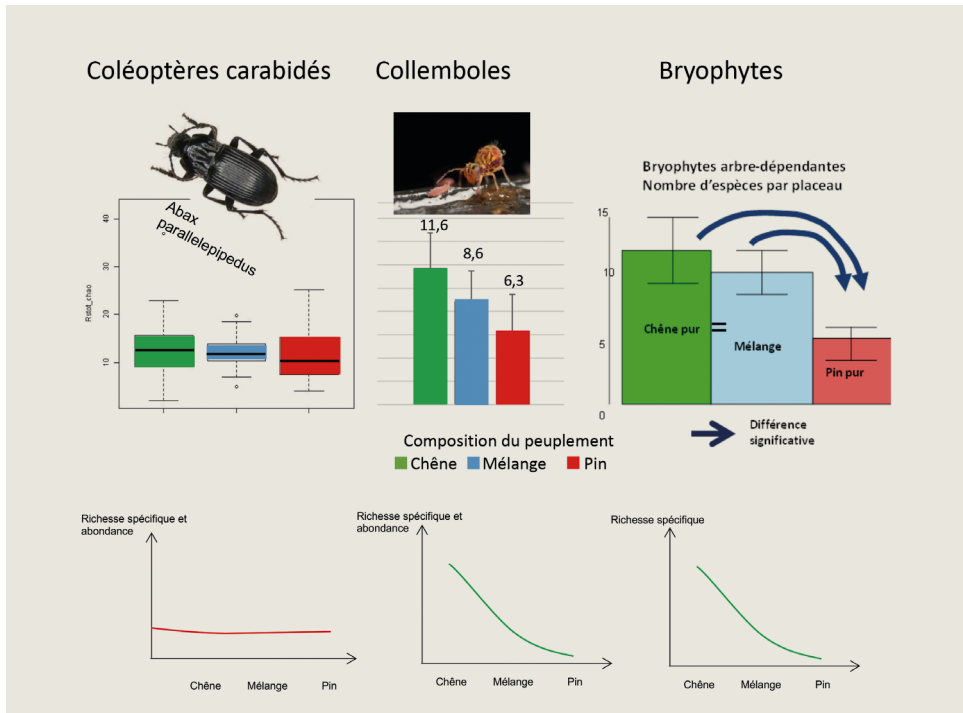 Coléoptères carabidés
Abax
parallelepipedus
40
30
20
10
Rstot_chao
Collemboles
11,6
8,6
6,3
Bryophytes
Bryophytes arbre-dépendantes
Nombre d'espèces par placeau
15
10
5
0
Chêne pur
=
Mélange
Pin pur
Différence
significative
Composition du peuplement
Chêne Mélange Pin
Richesse spécifique et
abondance
Chêne Mélange Pin
Richesse spécifique et
abondance
Chêne Mélange Pin
Richesse spécifique
Chêne Mélange Pin